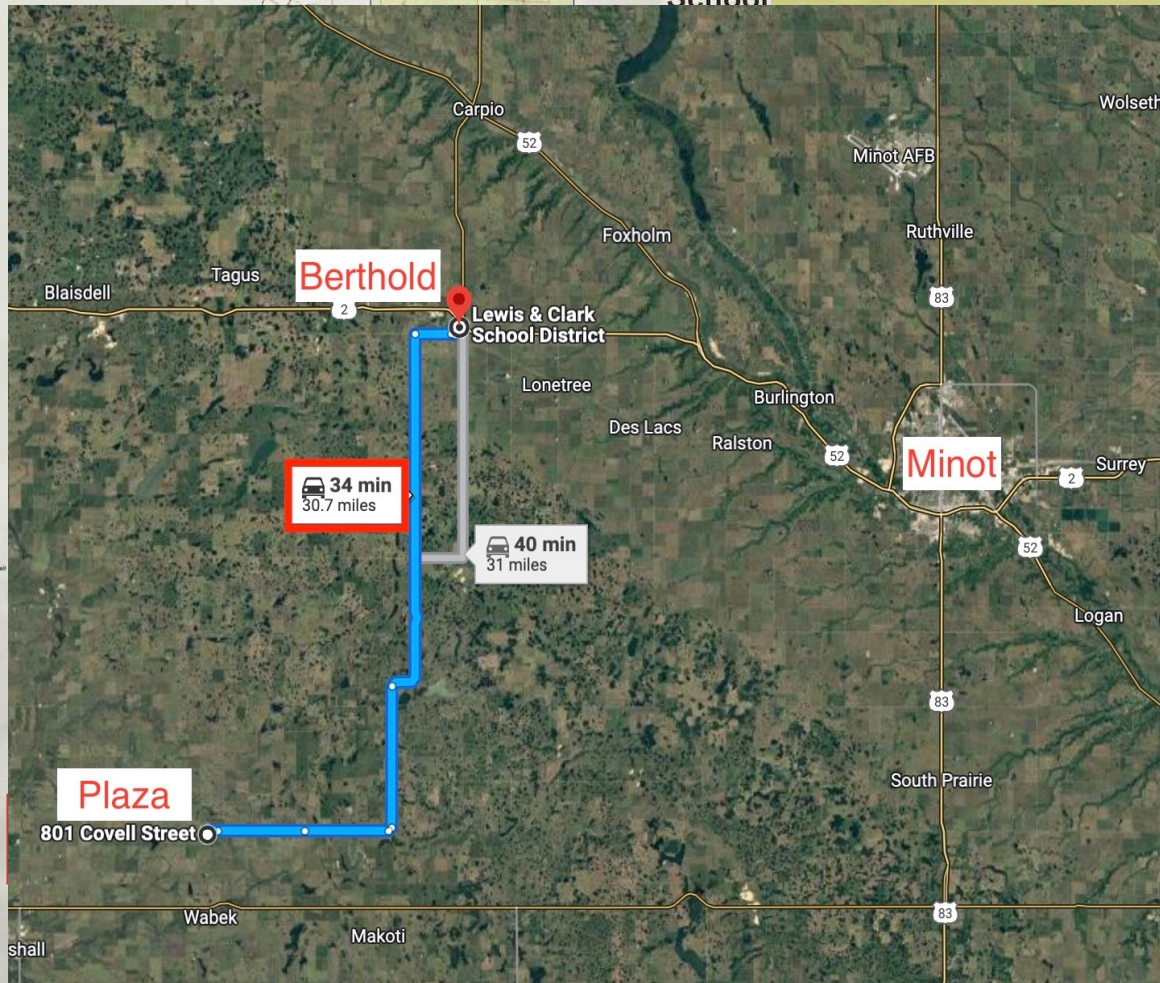 School
Carpio
Wolseth
52
Minot AFB
Ruthville
Foxholm
Berthold
Tagus
Blaisdell
2
83
Lewis & Clark
School District
Lonetree
Burlington
Des Lacs
Ralston
52
Minot
Surrey
2
34 min
30.7 miles
40 min
31 miles
52
Logan
83
South Prairie
Plaza
801 Covell Street
Wabek
83
Makoti
shall